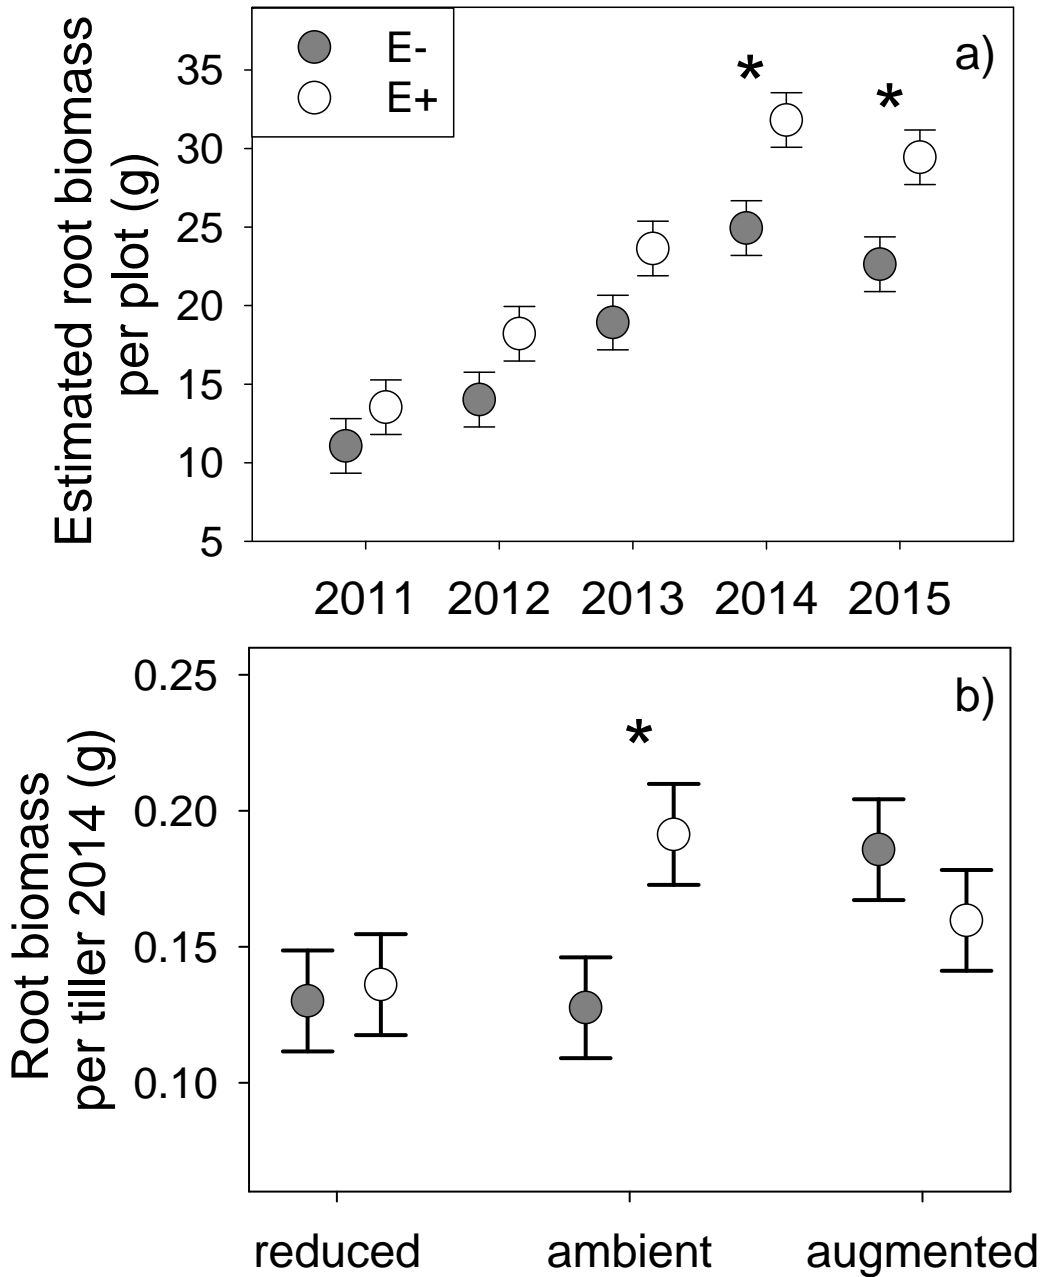 E-
E+
a)
*
*
35
30
25
20
15
10
5
Estimated root biomass
per plot (g)
2011 2012 2013 2014 2015
b)
*
0.25
0.20
0.15
0.10
Root biomass
per tiller 2014 (g)
reduced ambient augmented